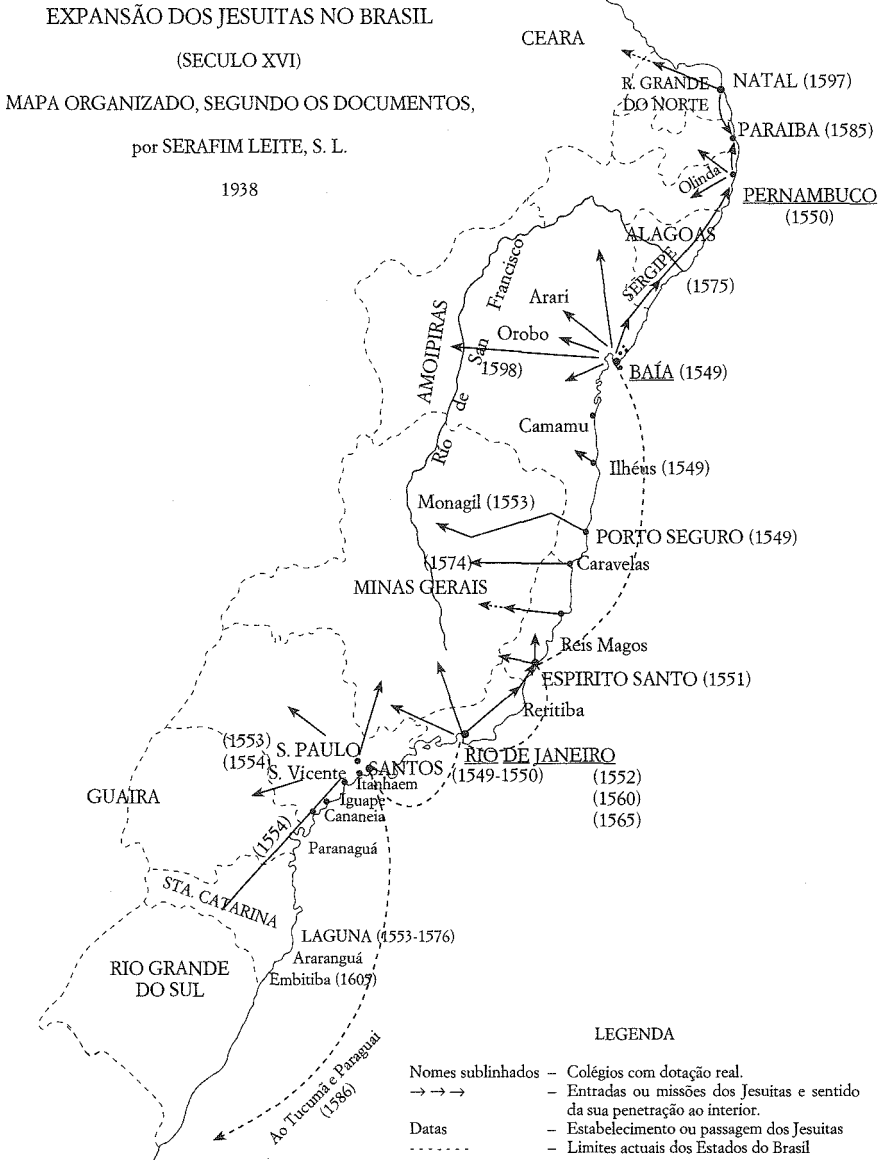 EXPANSÃO DOS JESUITAS NO BRASIL
(SECULO XVI)
MAPA ORGANIZADO, SEGUNDO OS DOCUMENTOS,
por SERAFIM LEITE, S. L.
1938
CEARA
R. GRANDE
DO NORTE
NATAL (1597)
PARAIBA (1585)
Olinda
PERNAMBUCO
(1550)
ALAGOAS
SERGIPE
(1575)
Arari
Orobo
AMOIPIRAS
Rio de San Francisco
1598)
BAÍA (1549)
Camamu
Ilhéus (1549)
Monagil (1553)
PORTO SEGURO (1549)
(1574)
Caravelas
MINAS GERAIS
Reis Magos
ESPIRITO SANTO (1551)
Reritiba
RIO DE JANEIRO
(1549-1550)
(1552)
(1560)
(1565)
(1553)
(1554)
S. PAULO
SANTOS
S. Vicente
Itanhaem
Iguape
Cananeia
GUAIRA
(1554)
Paranaguá
STA. CATARINA
LAGUNA (1553-1576)
Araranguá
Embitiba (1605)
RIO GRANDE
DO SUL
Ao Tucumã e Paraguai
(1586)
LEGENDA
Nomes sublinhados – Colégios com dotação real.
→→→ – Entradas ou missões dos Jesuitas e sentido
da sua penetração ao interior.
Datas – Estabelecimento ou passagem dos Jesuitas
------- – Limites actuais dos Estados do Brasil